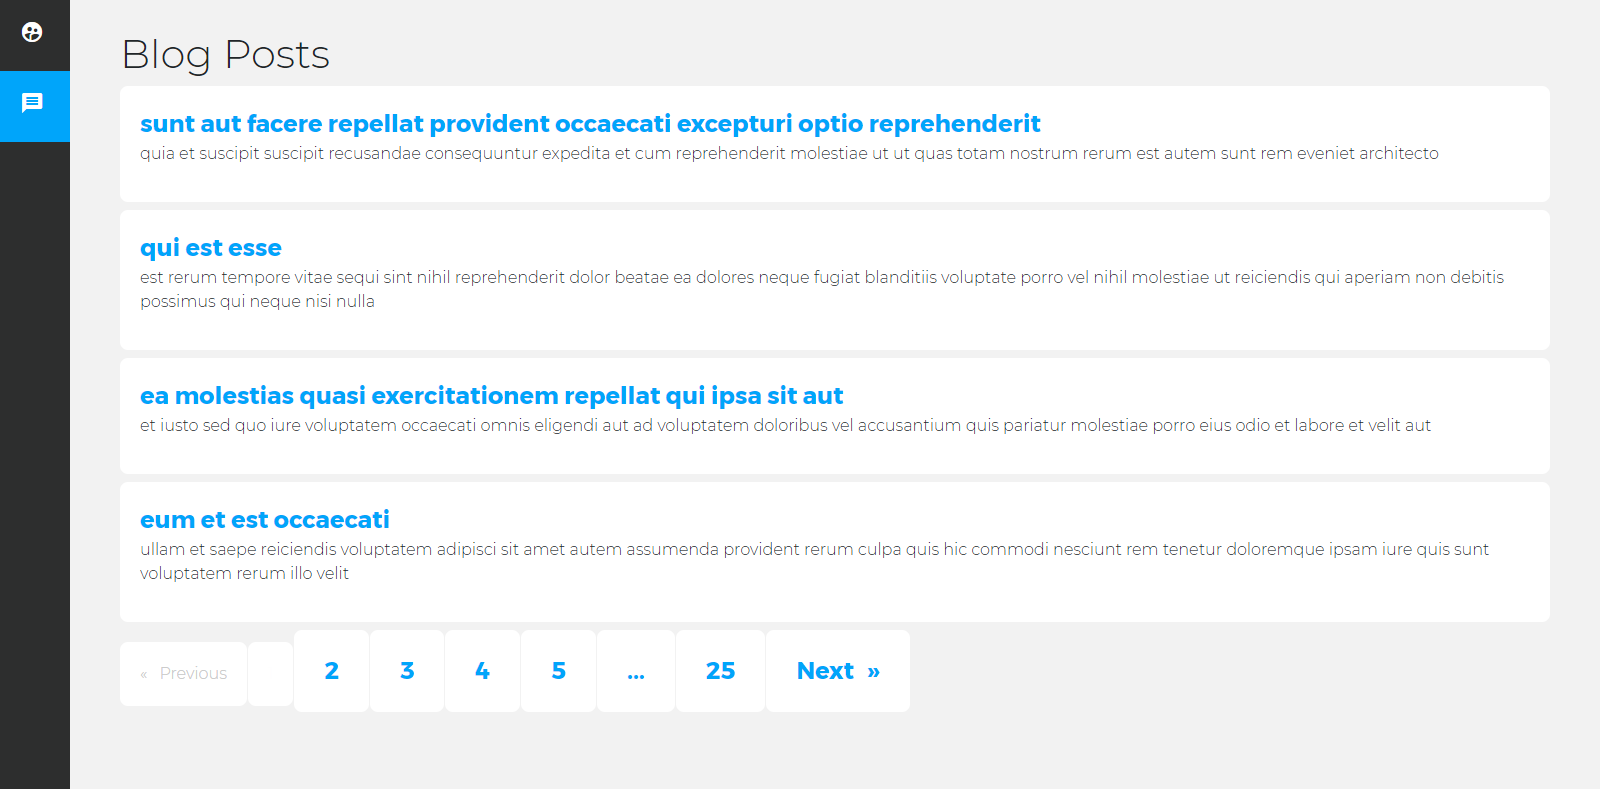 Blog Posts
sunt aut facere repellat provident occaecati excepturi optio reprehenderit
quia et suscipit suscipit recusandae consequuntur expedita et cum reprehenderit molestiae ut ut quas totam nostrum rerum est autem sunt rem eveniet architecto
qui est esse
est rerum tempore vitae sequi sint nihil reprehenderit dolor beatae ea dolores neque fugiat blanditiis voluptate porro vel nihil molestiae ut reiciendis qui aperiam non debitis
possimus qui neque nisi nulla
ea molestias quasi exercitationem repellat qui ipsa sit aut
et iusto sed quo iure voluptatem occaecati omnis eligendi aut ad voluptatem doloribus vel accusantium quis pariatur molestiae porro eius odio et labore et velit aut
eum et est occaecati
ullam et saepe reiciendis voluptatem adipisci sit amet autem assumenda provident rerum culpa quis hic commodi nesciunt rem tenetur doloremque ipsam iure quis sunt
voluptatem rerum illo velit
« Previous 2 3 4 5 ... 25 Next »